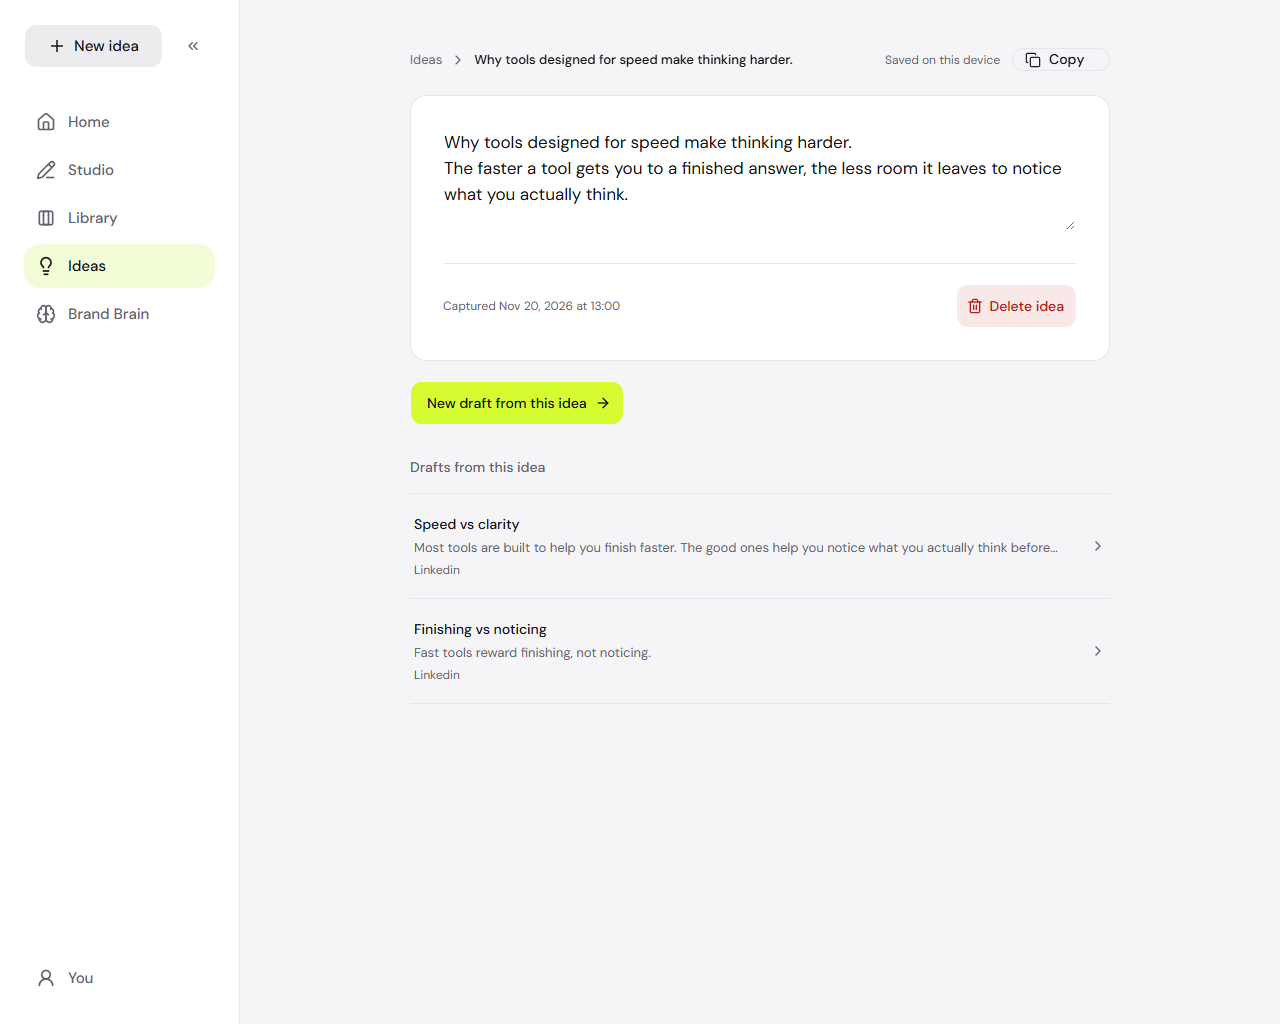 New idea
Home
Studio
Library
Ideas
Brand Brain
You
Ideas
Why tools designed for speed make thinking harder.
Saved on this device
Copy
Why tools designed for speed make thinking harder.
The faster a tool gets you to a finished answer, the less room it leaves to notice
what you actually think.
Captured Nov 20, 2026 at 13:00
Delete idea
New draft from this idea
Drafts from this idea
Speed vs clarity
Most tools are built to help you finish faster. The good ones help you notice what you actually think before…
Linkedin
Finishing vs noticing
Fast tools reward finishing, not noticing.
Linkedin